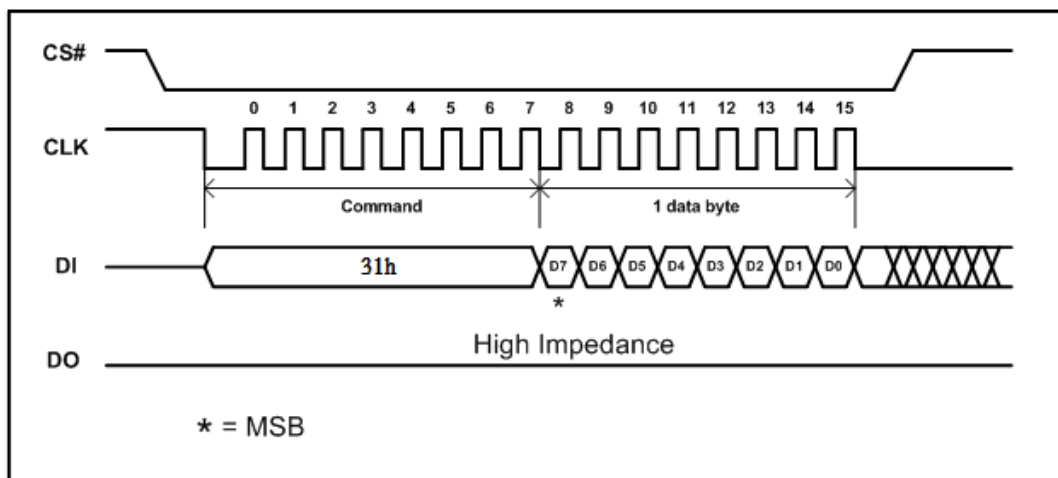 CS#
0 1 2 3 4 5 6 7 8 9 10 11 12 13 14 15
CLK
Command 1 data byte
DI 31h D7 D6 D5 D4 D3 D2 D1 D0
*
High Impedance
DO
* = MSB